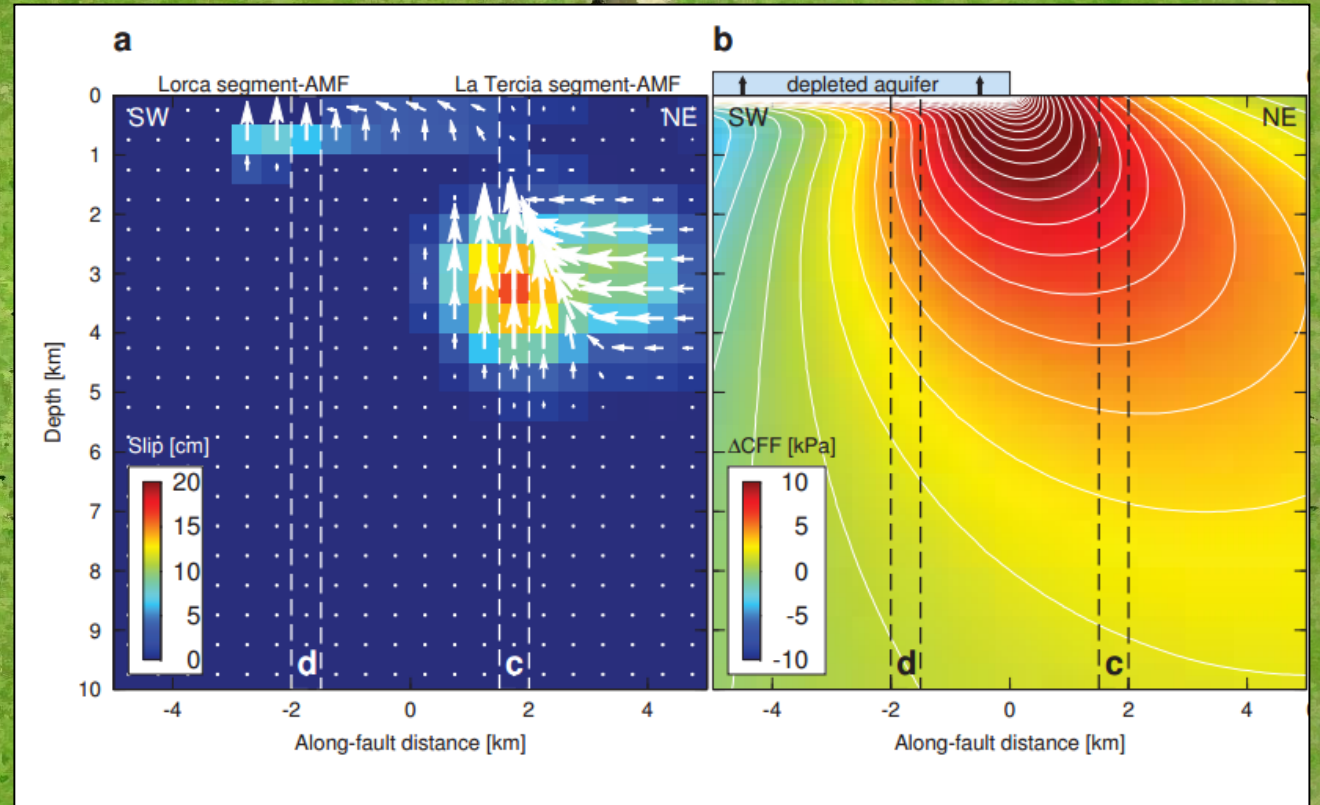 a
b
Lorca segment-AMF
La Tercia segment-AMF
depleted aquifer
SW
NE
SW
NE
0
1
2
3
4
5
6
7
8
9
10
Depth [km]
Slip [cm]
20
15
10
5
0
d
c
-4
-2
0
2
4
Along-fault distance [km]
ΔCFF [kPa]
10
5
0
-5
-10
d
c
-4
-2
0
2
4
Along-fault distance [km]